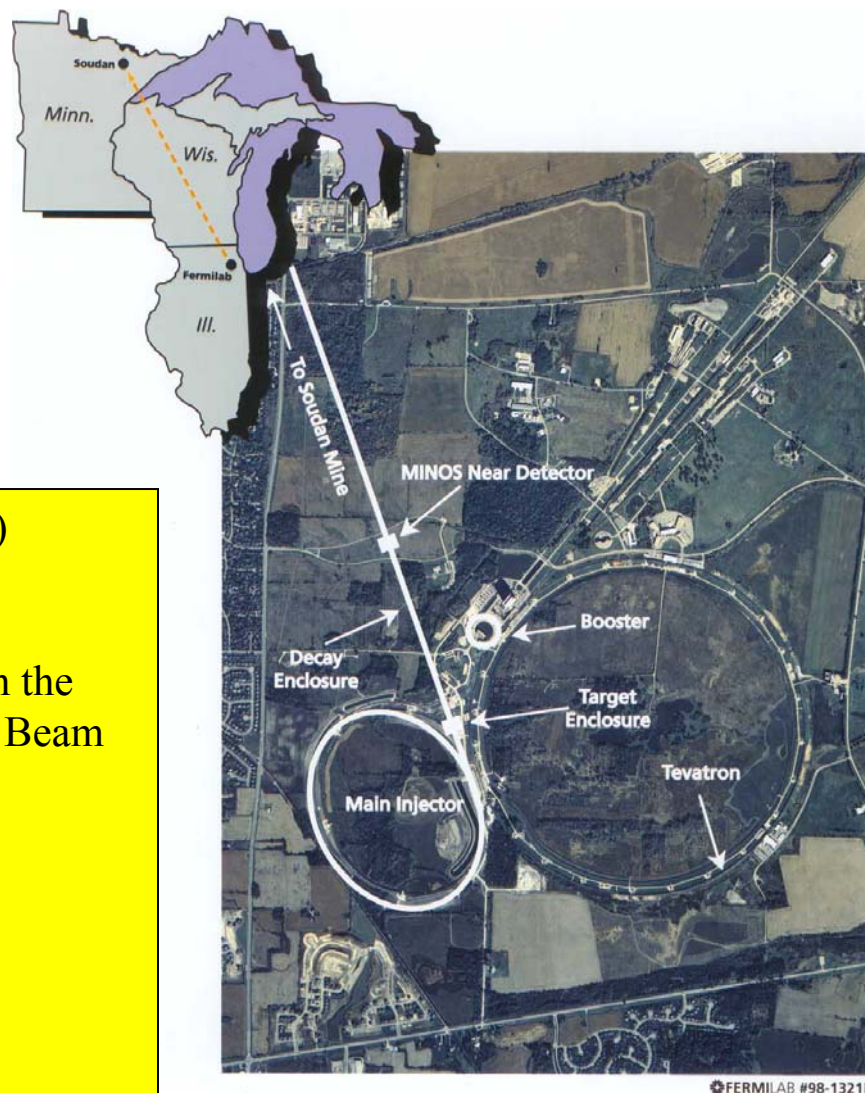 Soudan
Minn.
Wis.
Fermilab
Ill.
To Soudan Mine
MINOS Near Detector
)
Booster
Decay
Enclosure
n the
Beam
Target
Enclosure
Tevatron
Main Injector
FERMILAB #98-1321